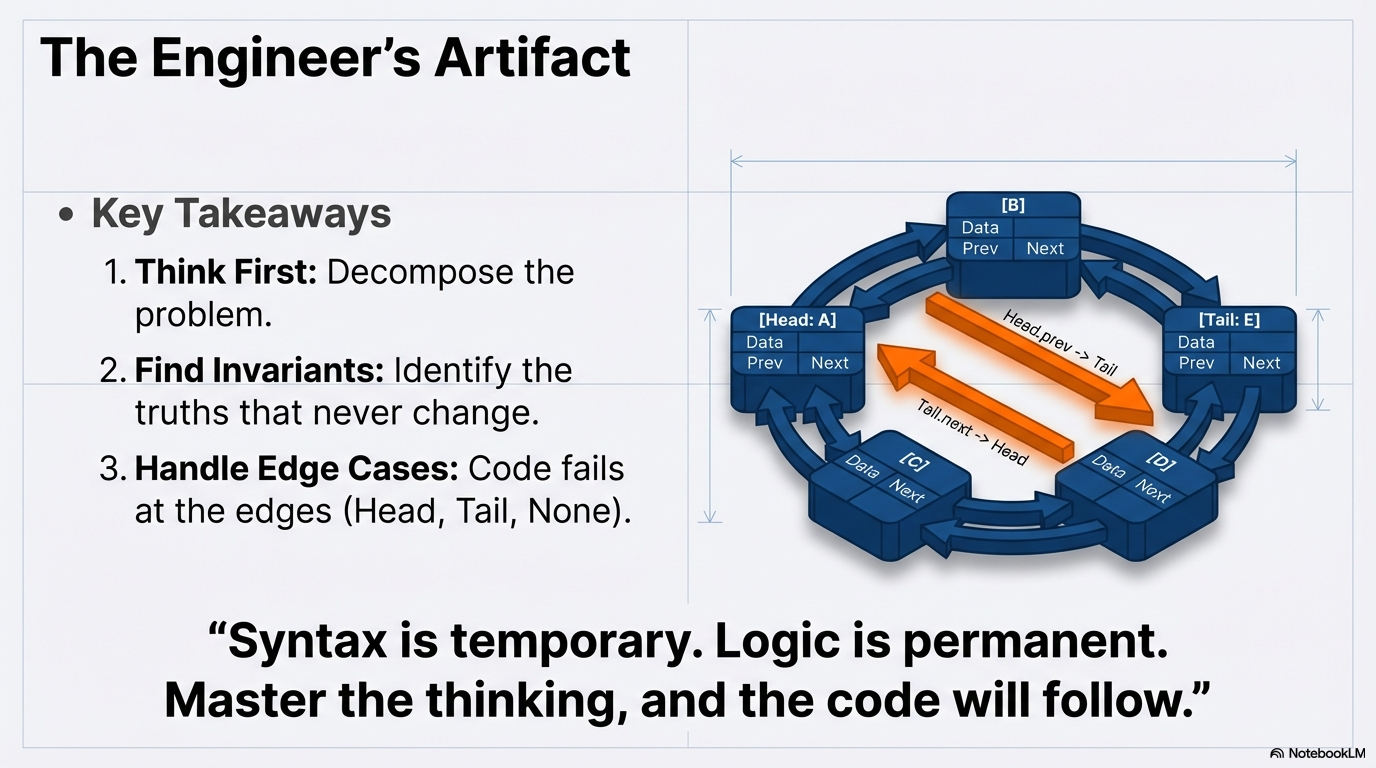 The Engineer’s Artifact
• Key Takeaways
1. Think First: Decompose the
problem.
2. Find Invariants: Identify the
truths that never change.
3. Handle Edge Cases: Code fails
at the edges (Head, Tail, None).
[B]
Data
Prev Next
[Head: A]
Data
Prev Next
[Tail: E]
Data
Prev Next
Head.prev -> Tail
Tail.next -> Head
[C]
Data Next
[D]
Data Next
“Syntax is temporary. Logic is permanent.
Master the thinking, and the code will follow.”
NotebookLM